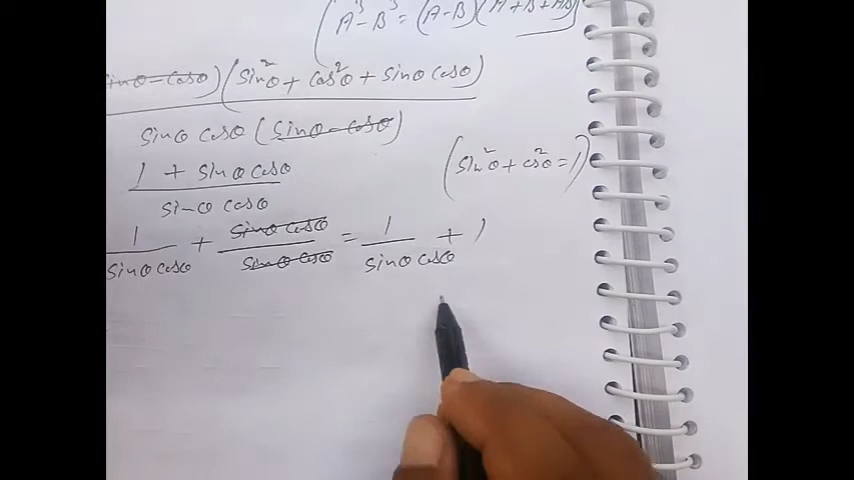 (A³-B³ = (A-B)(A²+B²+AB)
sinθ-cosθ)(sin²θ + cos²θ + sinθ cosθ)
sinθ cosθ (sinθ-cosθ)
1 + sinθ cosθ
(sin²θ + cos²θ = 1)
sinθ cosθ
1/sinθ cosθ + sinθ cosθ/sinθ cosθ = 1/sinθ cosθ + 1